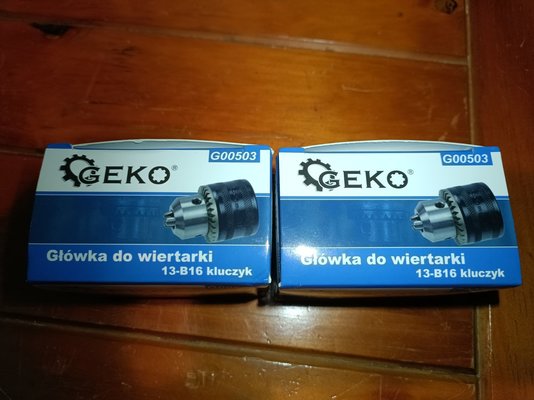 G00503
GEKO®
Główka do wiertarki
13-B16 kluczyk
G00503
GEKO®
Główka do wiertarki
13-B16 kluczyk